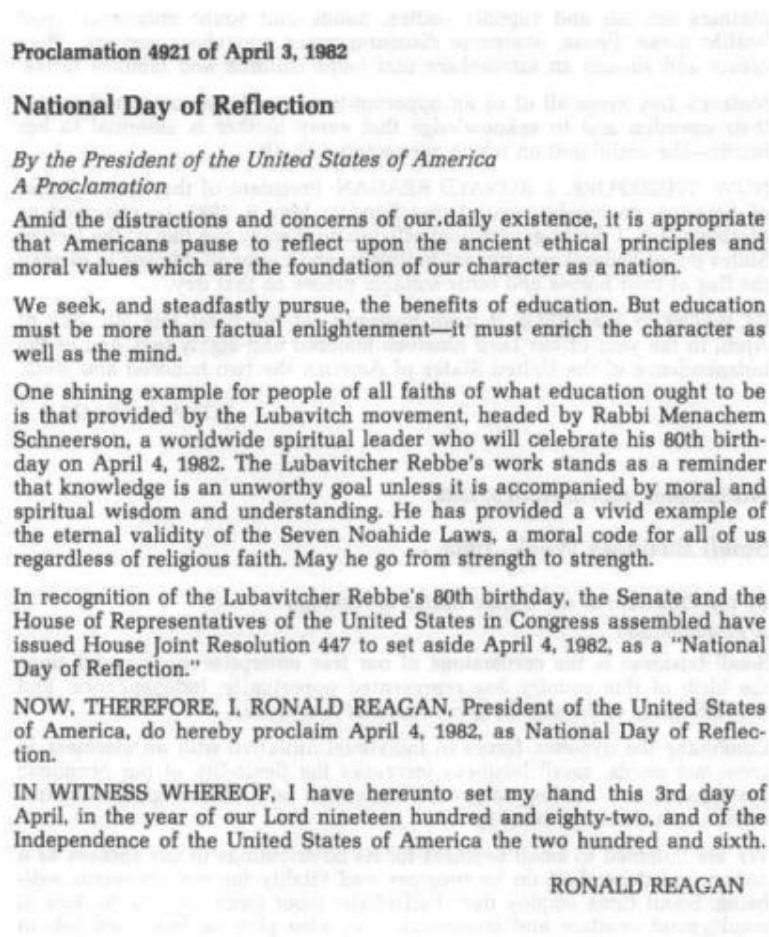 Proclamation 4921 of April 3, 1982
National Day of Reflection
By the President of the United States of America
A Proclamation
Amid the distractions and concerns of our daily existence, it is appropriate
that Americans pause to reflect upon the ancient ethical principles and
moral values which are the foundation of our character as a nation.
We seek, and steadfastly pursue, the benefits of education. But education
must be more than factual enlightenment—it must enrich the character as
well as the mind.
One shining example for people of all faiths of what education ought to be
is that provided by the Lubavitch movement, headed by Rabbi Menachem
Schneerson, a worldwide spiritual leader who will celebrate his 80th birth-
day on April 4, 1982. The Lubavitcher Rebbe's work stands as a reminder
that knowledge is an unworthy goal unless it is accompanied by moral and
spiritual wisdom and understanding. He has provided a vivid example of
the eternal validity of the Seven Noahide Laws, a moral code for all of us
regardless of religious faith. May he go from strength to strength.
In recognition of the Lubavitcher Rebbe's 80th birthday, the Senate and the
House of Representatives of the United States in Congress assembled have
issued House Joint Resolution 447 to set aside April 4, 1982, as a "National
Day of Reflection."
NOW, THEREFORE, I, RONALD REAGAN, President of the United States
of America, do hereby proclaim April 4, 1982, as National Day of Reflec-
tion.
IN WITNESS WHEREOF, I have hereunto set my hand this 3rd day of
April, in the year of our Lord nineteen hundred and eighty-two, and of the
Independence of the United States of America the two hundred and sixth.
RONALD REAGAN